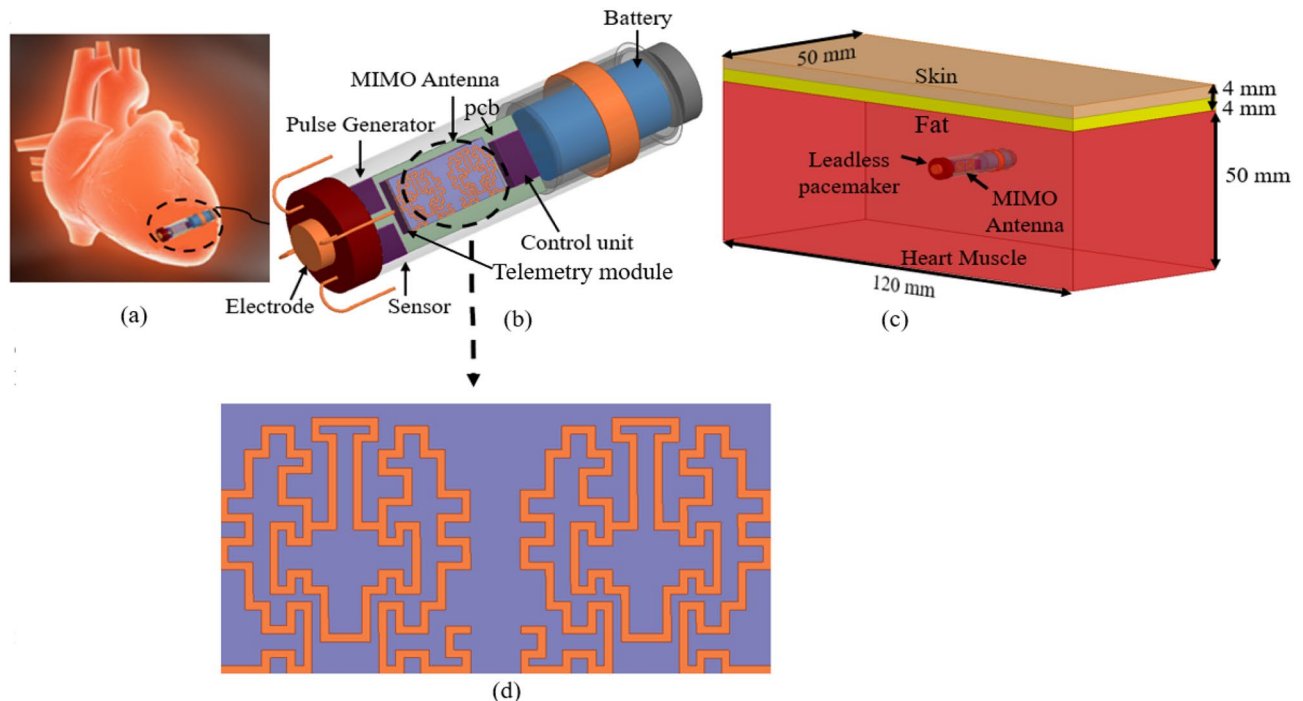 Battery
MIMO Antenna
pcb
Pulse Generator
Control unit
Telemetry module
Electrode
Sensor
(a)
(b)
50 mm
Skin
4 mm
4 mm
Fat
Leadless
pacemaker
MIMO
Antenna
50 mm
Heart Muscle
120 mm
(c)
(d)